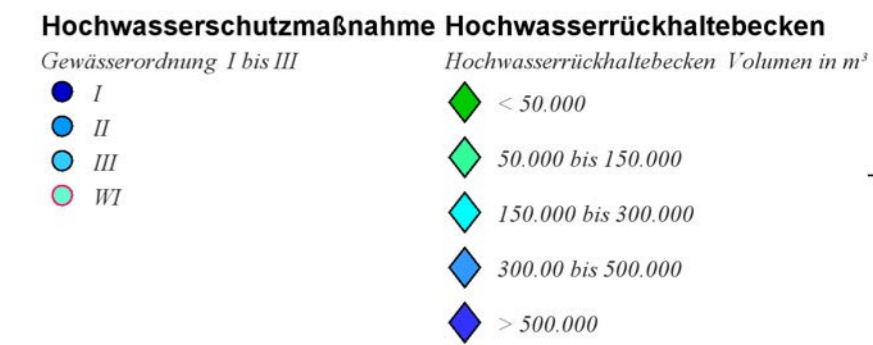 Hochwasserschutzmaßnahme
Gewässerordnung I bis III
I
II
III
WI
Hochwasserrückhaltebecken
Hochwasserrückhaltebecken Volumen in m³
< 50.000
50.000 bis 150.000
150.000 bis 300.000
300.00 bis 500.000
> 500.000